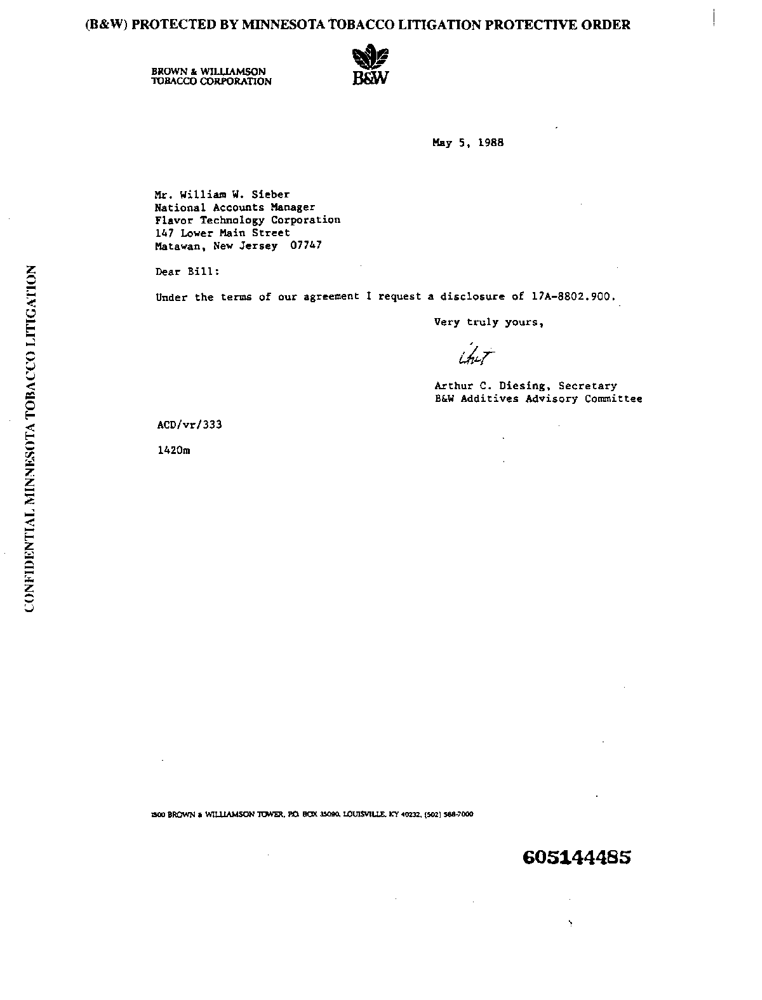 (B&W) PROTECTED BY MINNESOTA TOBACCO LITIGATION PROTECTIVE ORDER
BROWN & WILLIAMSON
TOBACCO CORPORATION
B&W
May 5, 1988
Mr. William W. Sieber
National Accounts Manager
Flavor Technology Corporation
147 Lower Main Street
Matawan, New Jersey 07747
Dear Bill:
Under the terms of our agreement I request a disclosure of 17A-8802.900.
Very truly yours,
Arthur C. Diesing, Secretary
B&W Additives Advisory Committee
ACD/vr/333
1420m
CONFIDENTIAL MINNESOTA TOBACCO LITIGATION
1500 BROWN & WILLIAMSON TOWER, P.O. BOX 35090, LOUISVILLE, KY 40232, (502) 568-7000
605144485